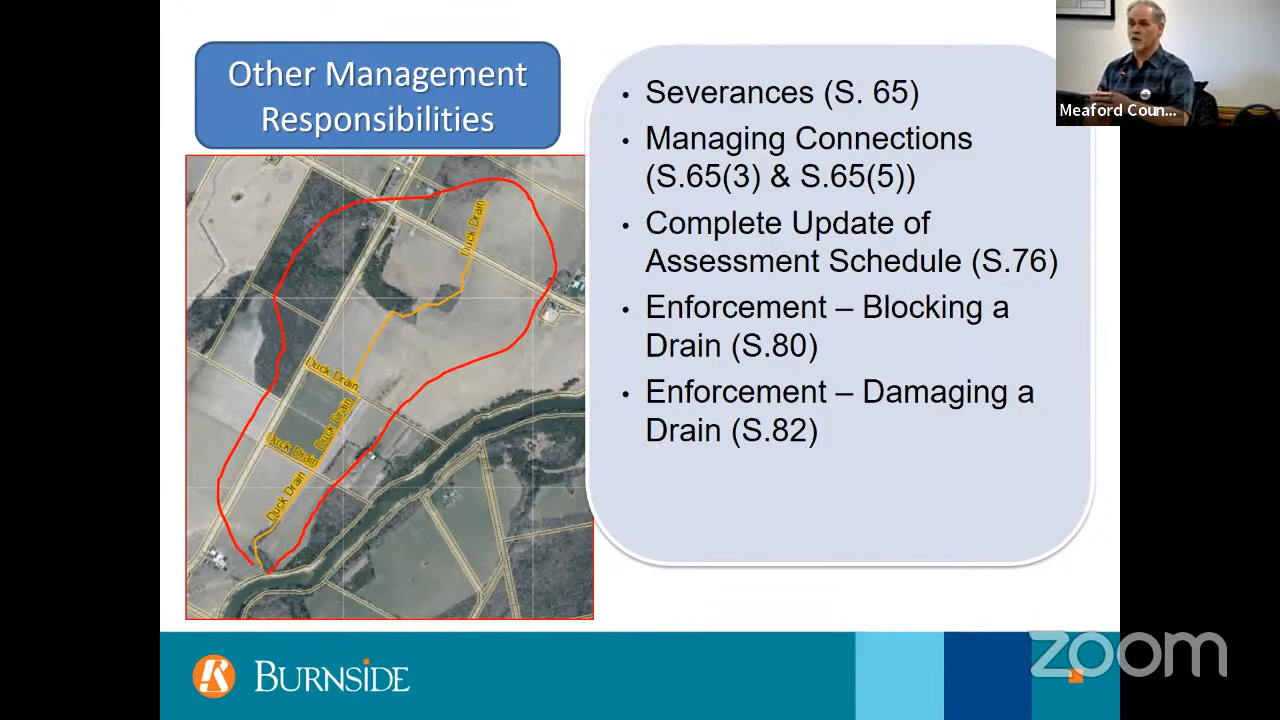 Other Management
Responsibilities
• Severances (S. 65)
• Managing Connections
(S.65(3) & S.65(5))
• Complete Update of
Assessment Schedule (S.76)
• Enforcement – Blocking a
Drain (S.80)
• Enforcement – Damaging a
Drain (S.82)
Meaford Coun...
Duck Drain
Duck Drain
Duck Drain
Duck Drain
Duck Drain
BURNSIDE
zoom